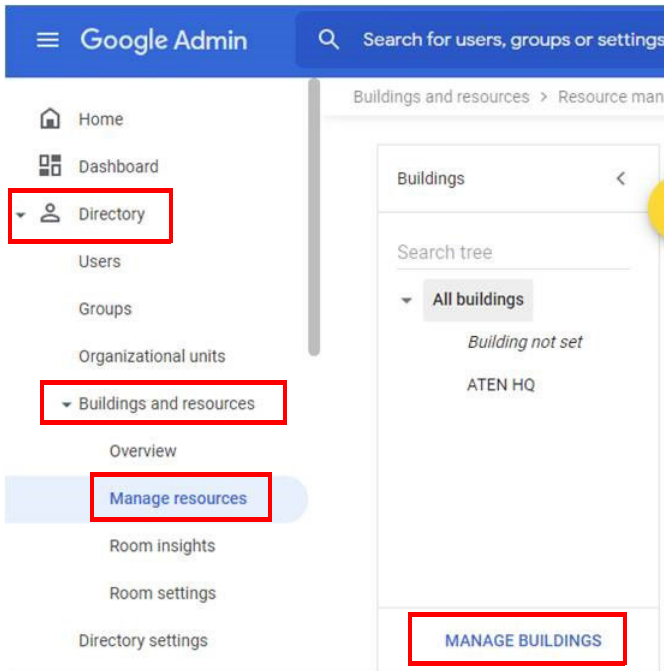 Google Admin
Search for users, groups or settings
Home
Dashboard
Directory
Users
Groups
Organizational units
Buildings and resources
Overview
Manage resources
Room insights
Room settings
Directory settings
Buildings and resources > Resource man
Buildings
Search tree
All buildings
Building not set
ATEN HQ
MANAGE BUILDINGS